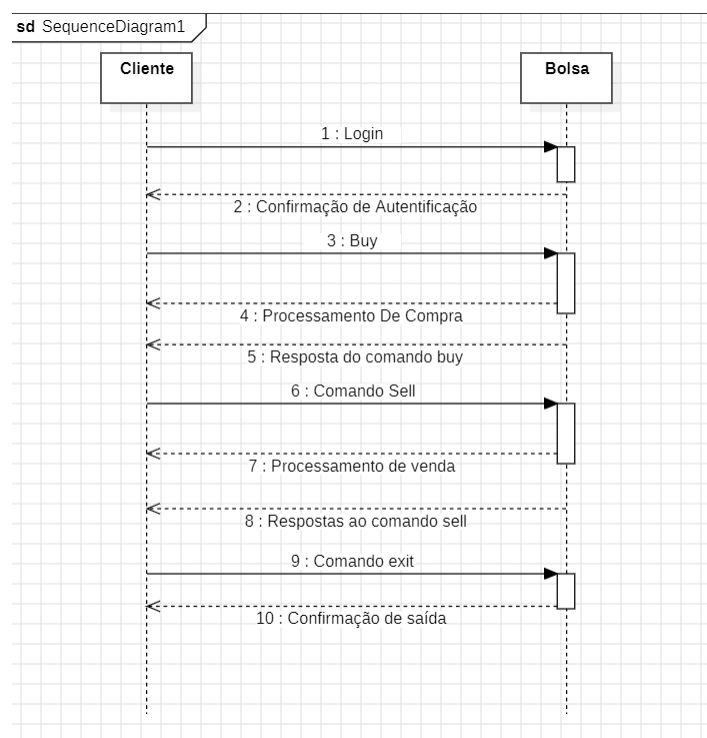 sd SequenceDiagram1
Cliente
Bolsa
1 : Login
2 : Confirmação de Autentificação
3 : Buy
4 : Processamento De Compra
5 : Resposta do comando buy
6 : Comando Sell
7 : Processamento de venda
8 : Respostas ao comando sell
9 : Comando exit
10 : Confirmação de saída